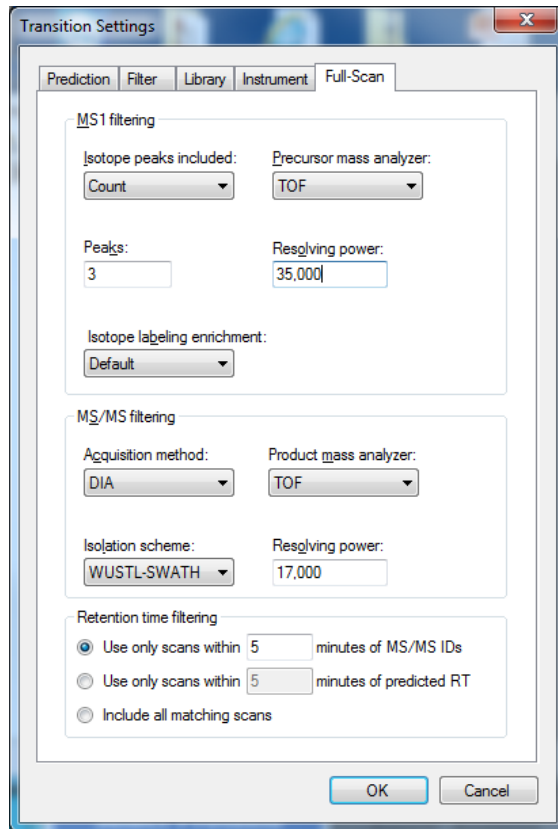 Transition Settings
Prediction Filter Library Instrument Full-Scan
MS1 filtering
Isotope peaks included: Precursor mass analyzer:
Count TOF
Peaks: Resolving power:
3 35,000
Isotope labeling enrichment:
Default
MS/MS filtering
Acquisition method: Product mass analyzer:
DIA TOF
Isolation scheme: Resolving power:
WUSTL-SWATH 17,000
Retention time filtering
Use only scans within 5 minutes of MS/MS IDs
Use only scans within 5 minutes of predicted RT
Include all matching scans
OK Cancel